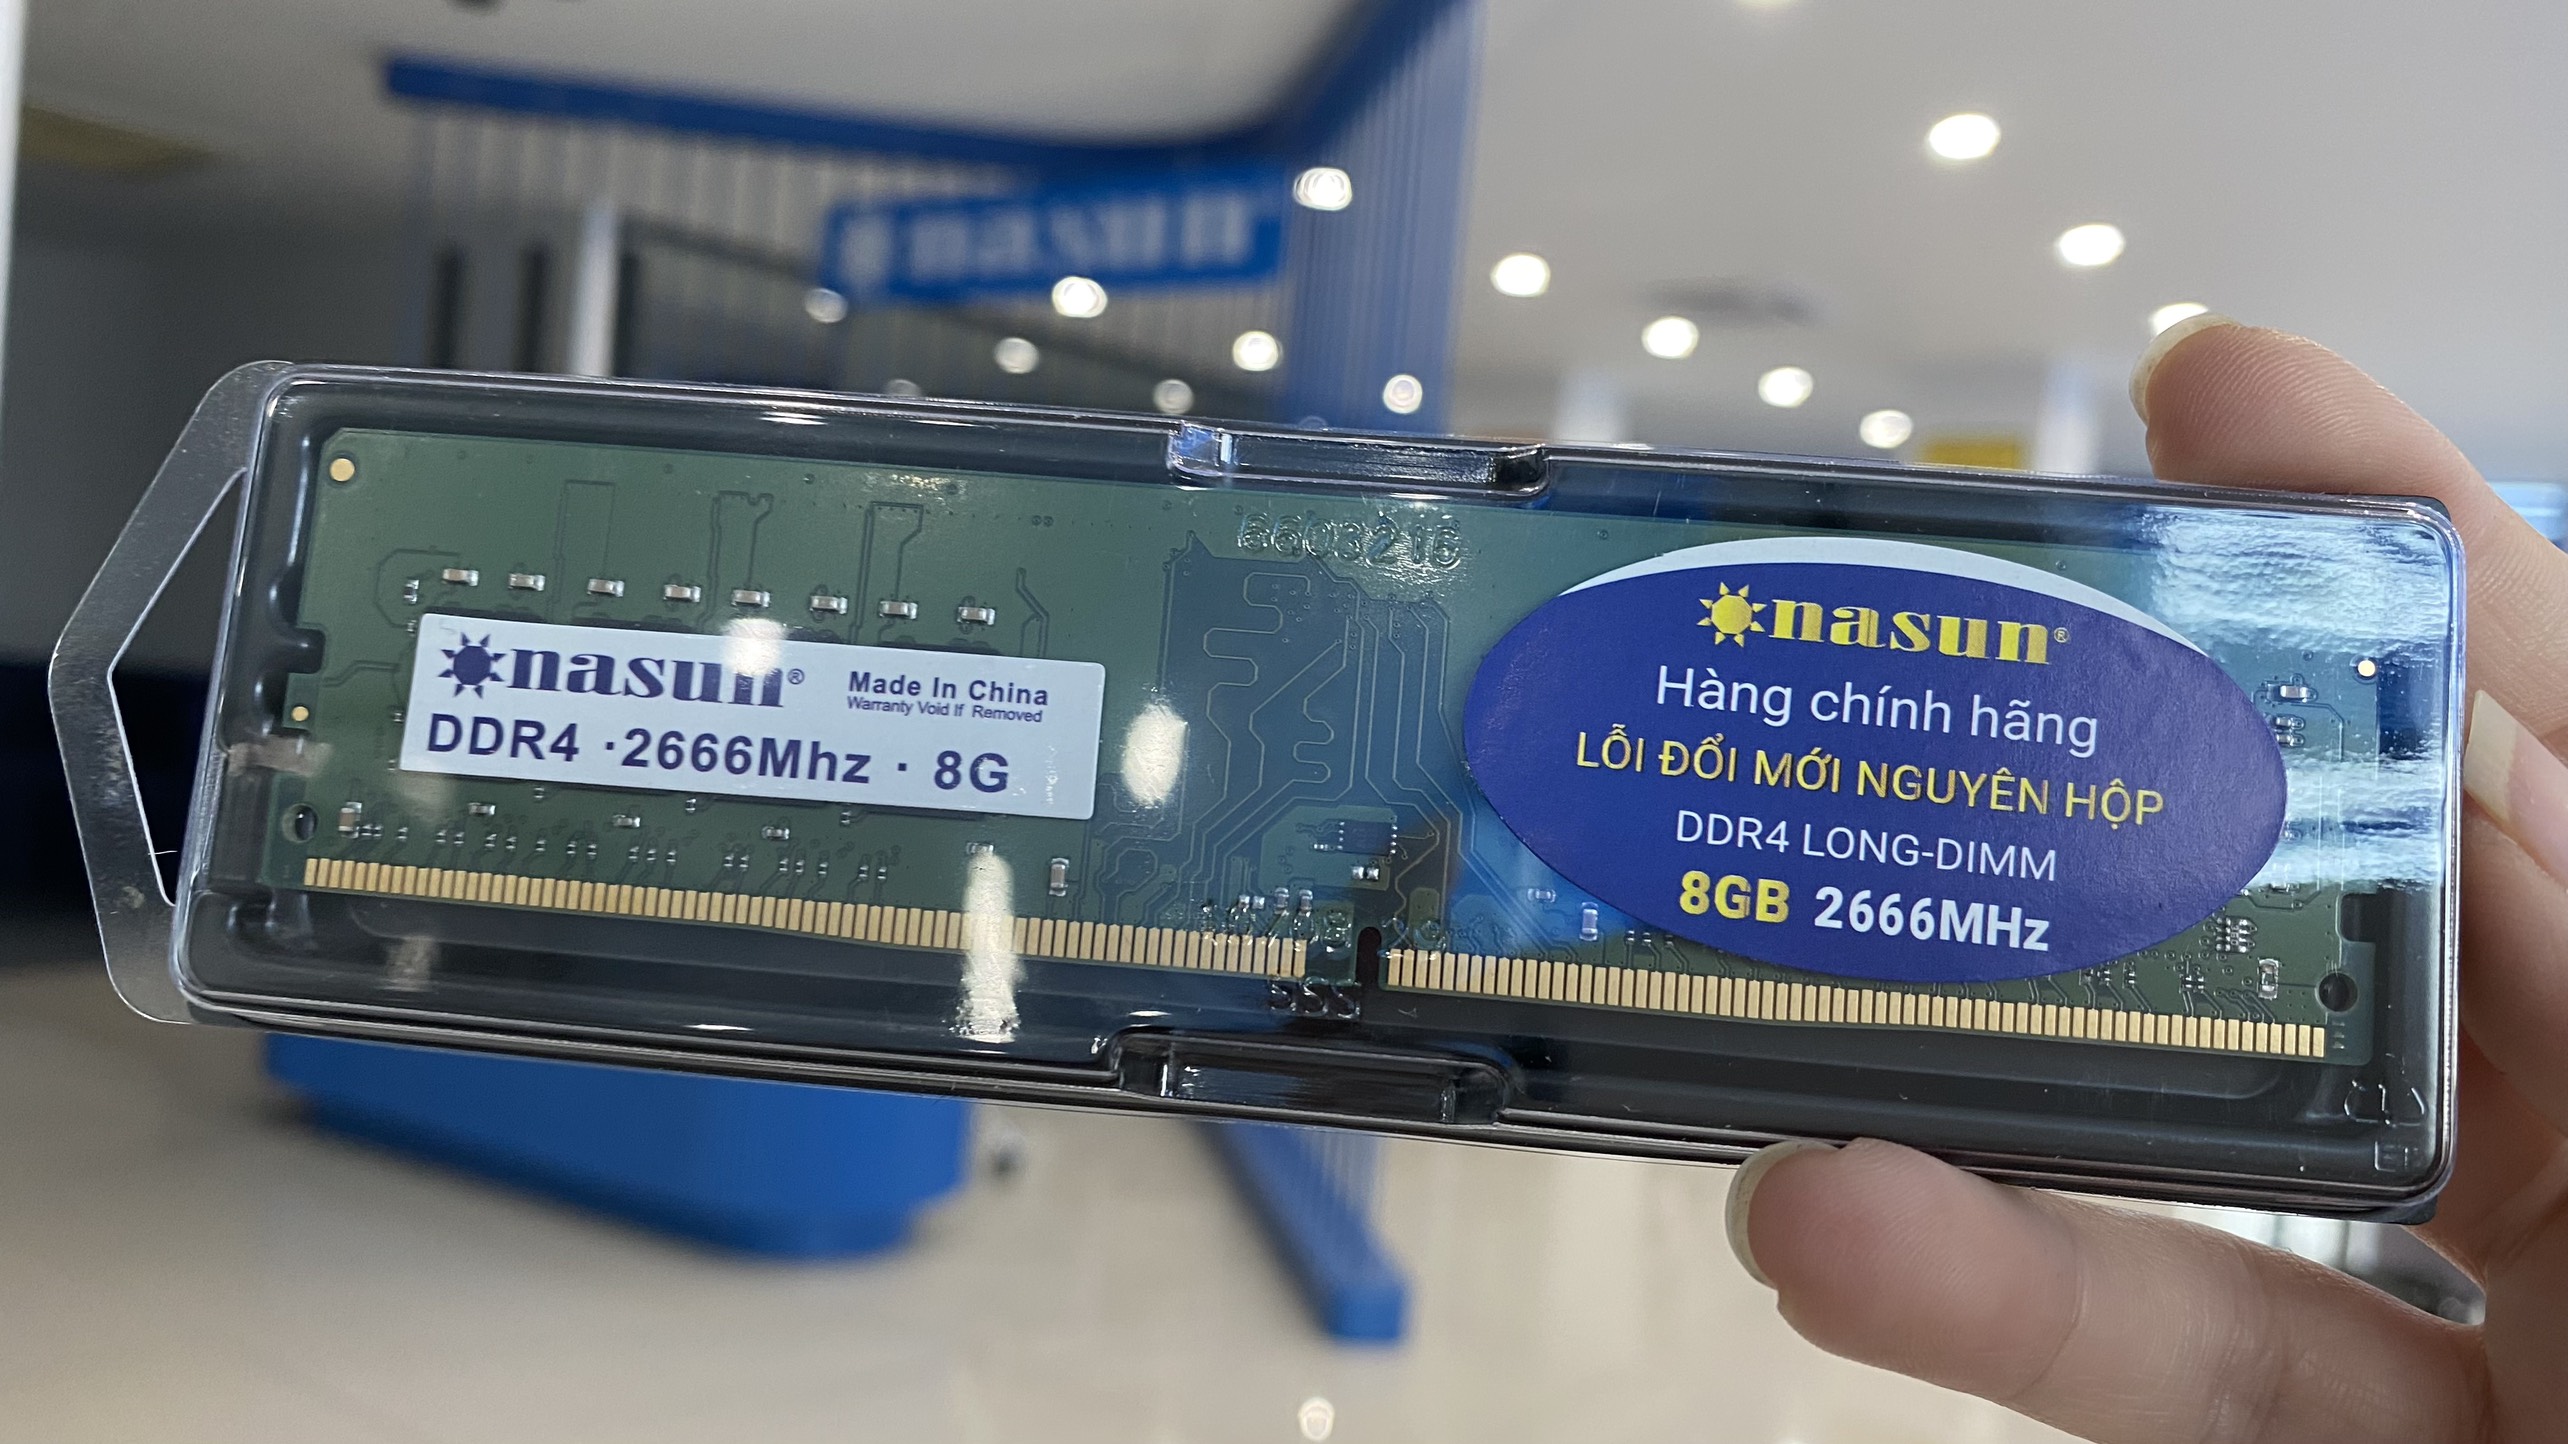 nasun
6603216
nasun®
Made In China
Warranty Void If Removed
DDR4 · 2666Mhz · 8G
nasun®
Hàng chính hãng
LỖI ĐỔI MỚI NGUYÊN HỘP
DDR4 LONG-DIMM
8GB 2666MHz